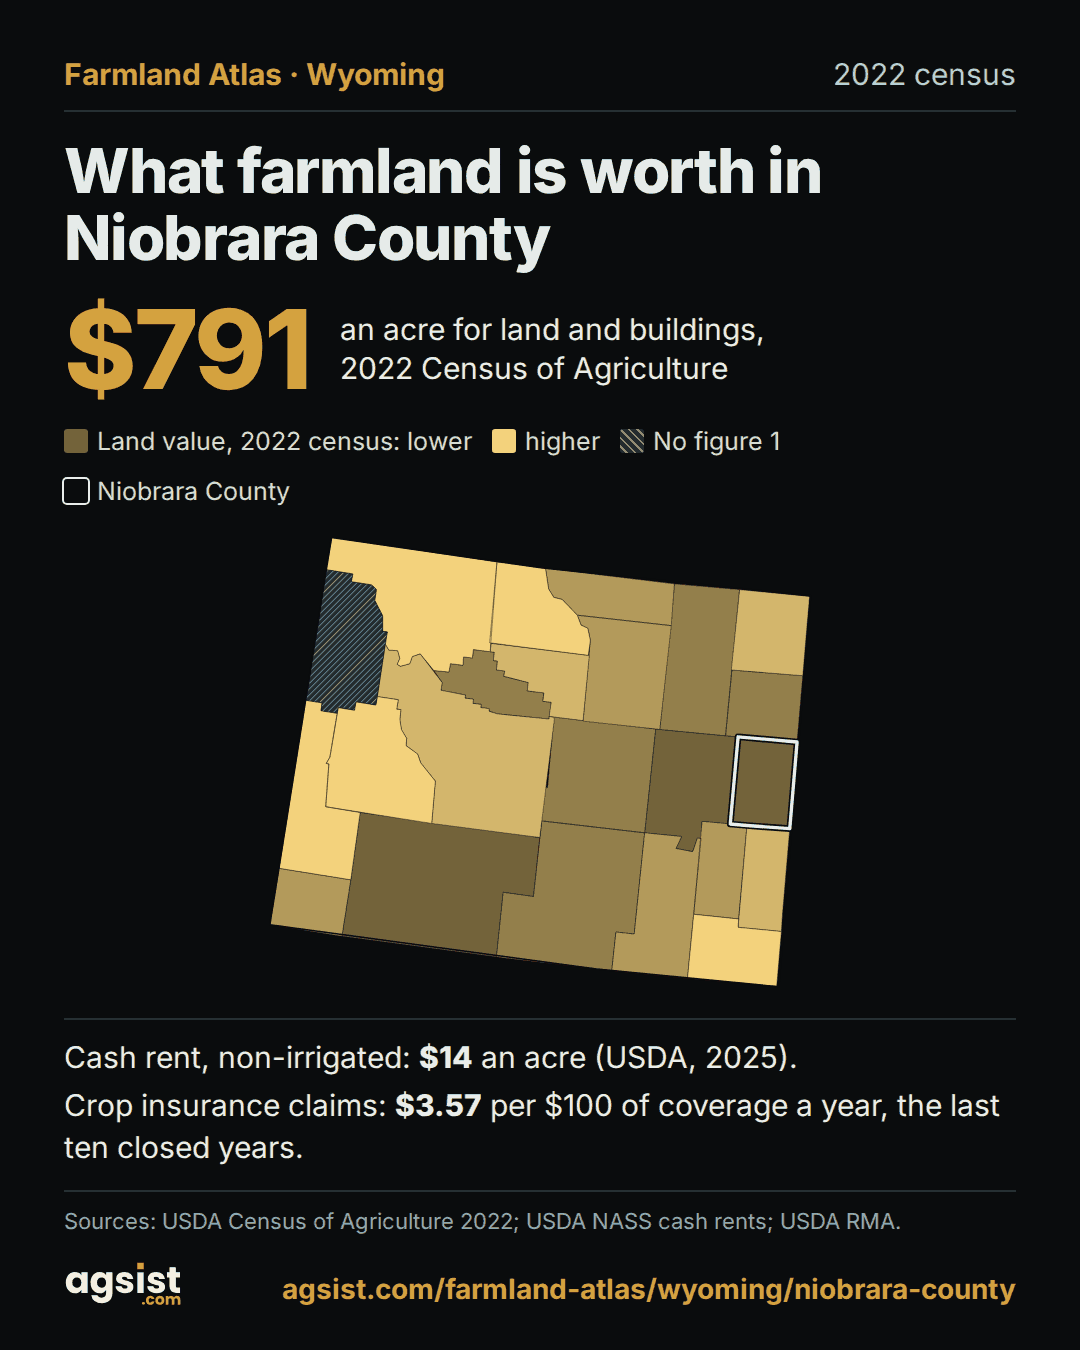 Farmland Atlas · Wyoming
2022 census
What farmland is worth in
Niobrara County
$791
an acre for land and buildings,
2022 Census of Agriculture
Land value, 2022 census: lower
higher
No figure 1
Niobrara County
Cash rent, non-irrigated: $14 an acre (USDA, 2025).
Crop insurance claims: $3.57 per $100 of coverage a year, the last
ten closed years.
Sources: USDA Census of Agriculture 2022; USDA NASS cash rents; USDA RMA.
agsist
.com
agsist.com/farmland-atlas/wyoming/niobrara-county